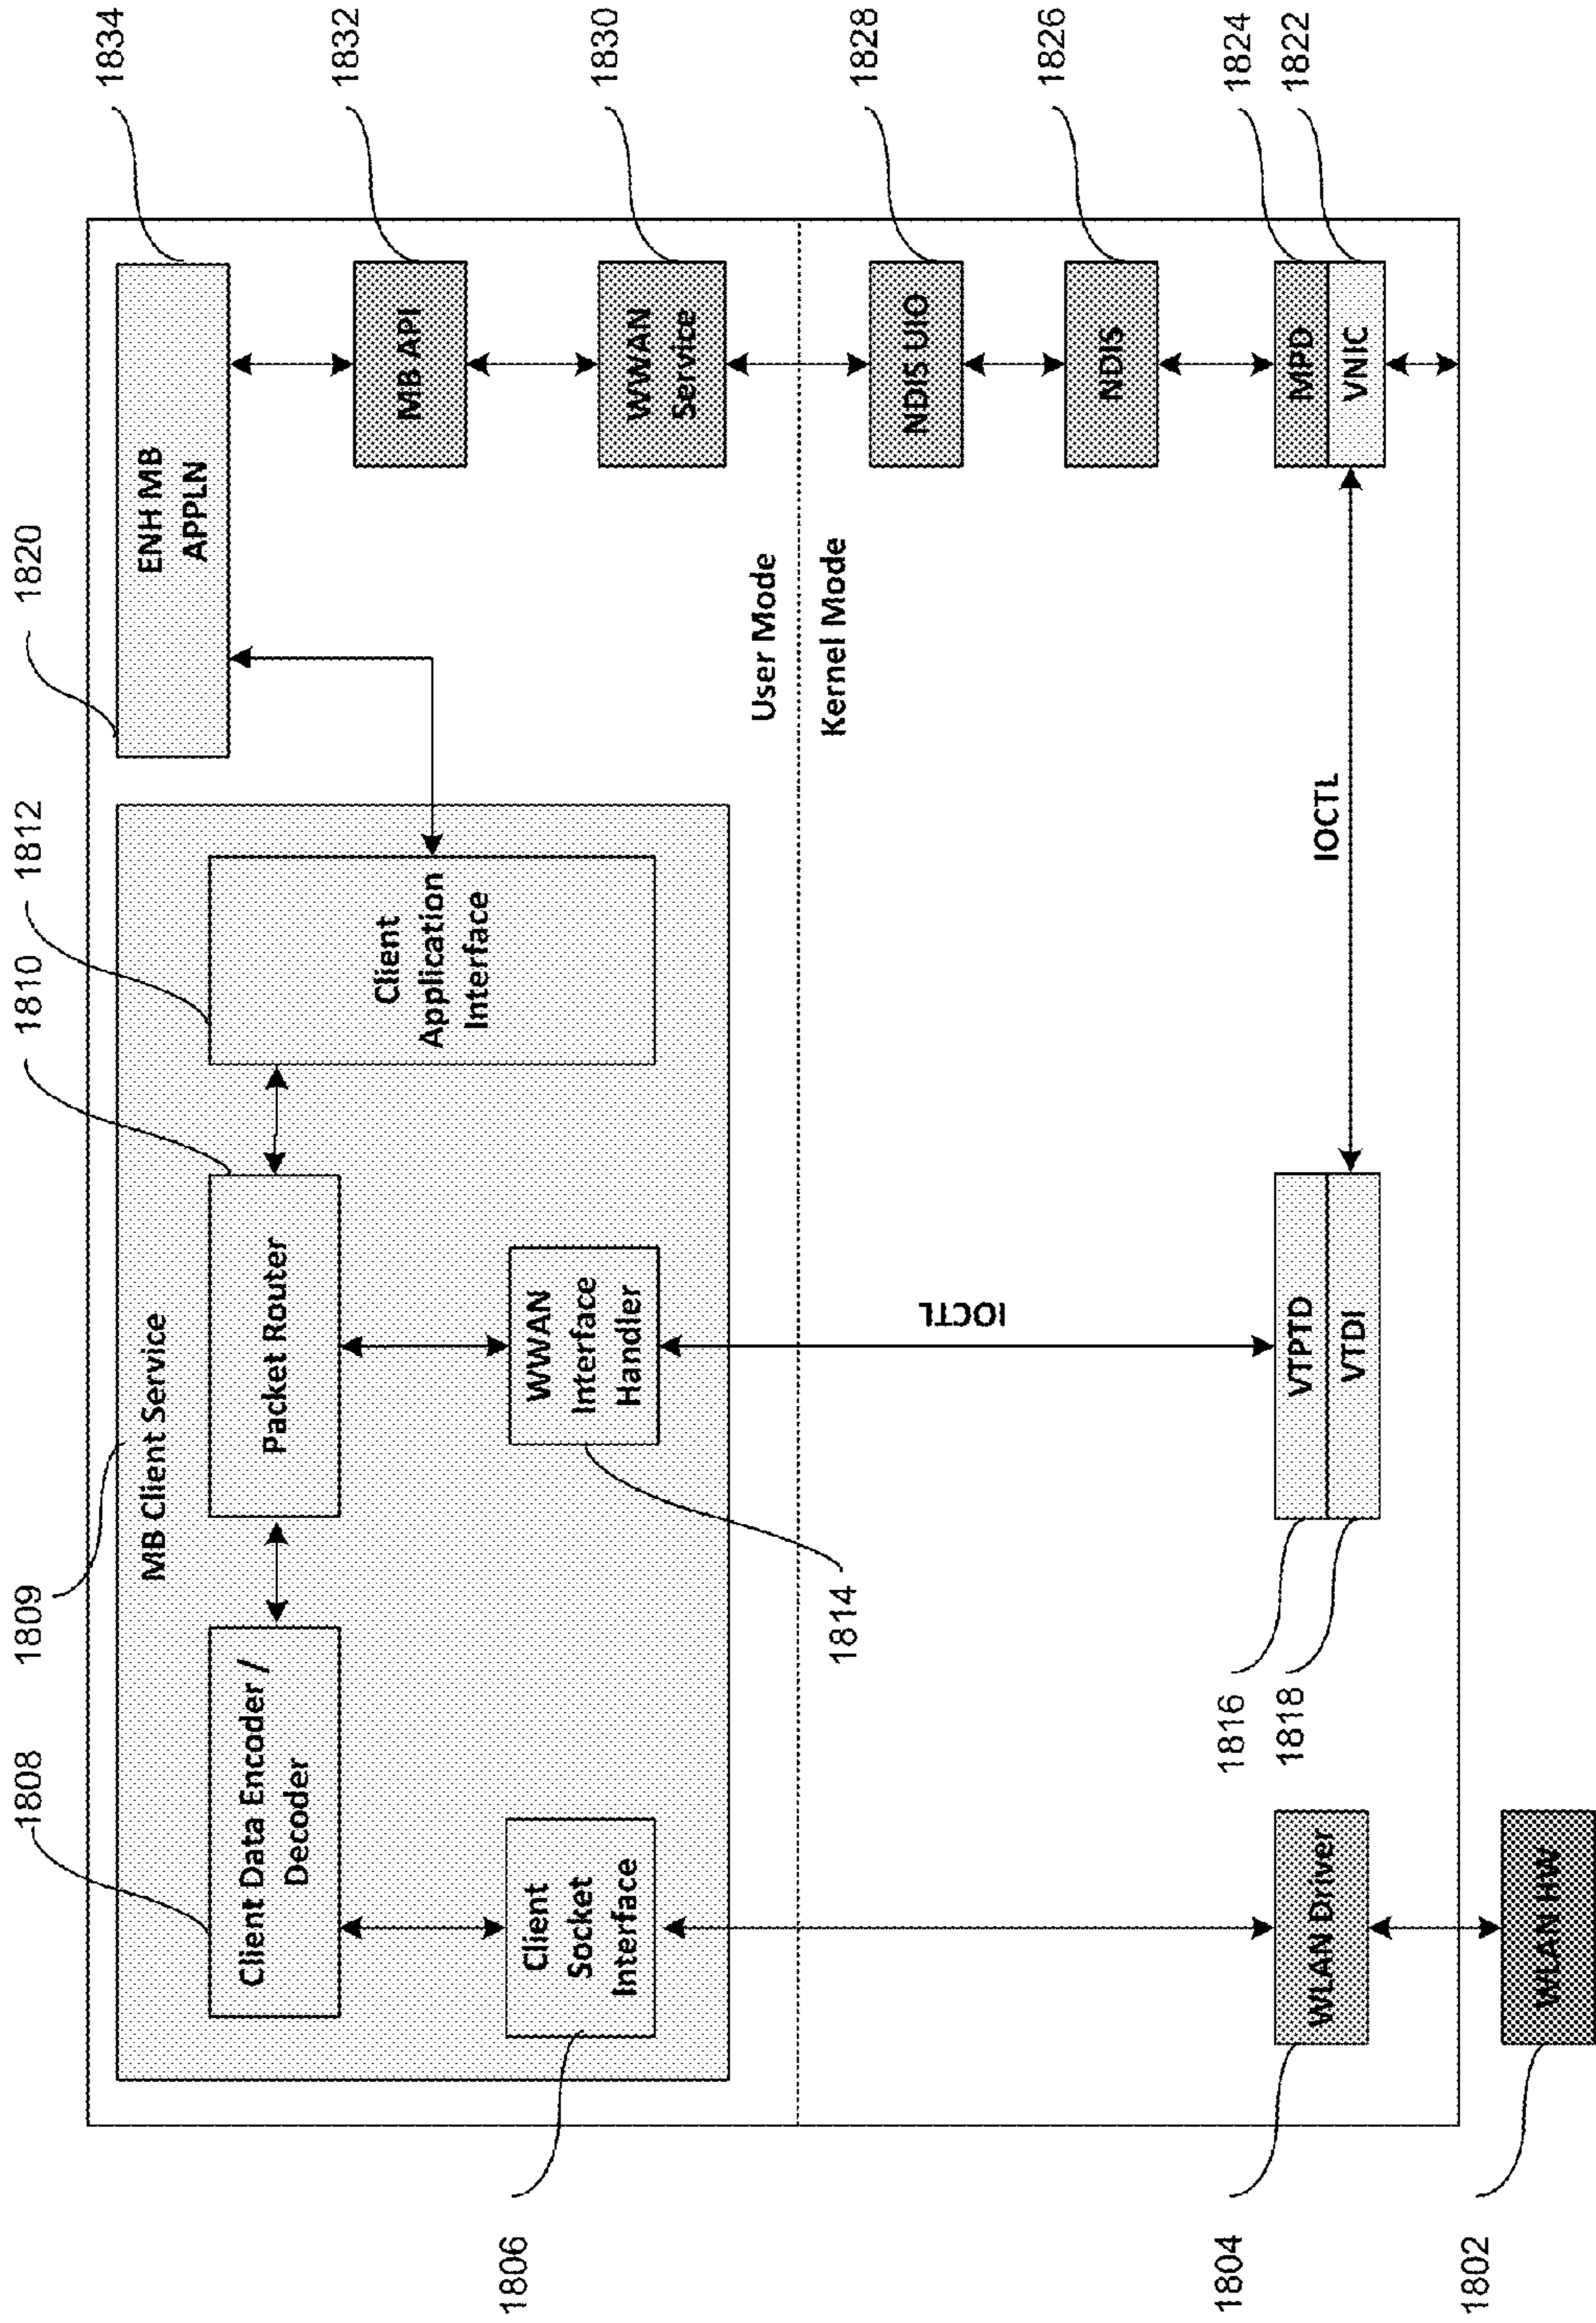 1808
1809
1810
1812
1820
1834
MB Client Service
Client Data Encoder /
Decoder
Packet Router
Client
Application
Interface
ENH MB
APPLN
1832
MB API
Client
Socket
Interface
WWAN
Interface
Handler
WWAN
Service
1830
1806
1814
User Mode
Kernel Mode
IOCTL
NDIS UIO
1828
NDIS
1826
IOCTL
1804
WLAN Driver
1816
1818
VTPTD
VTDI
MPD
VNIC
1824
1822
1802
WLAN HW